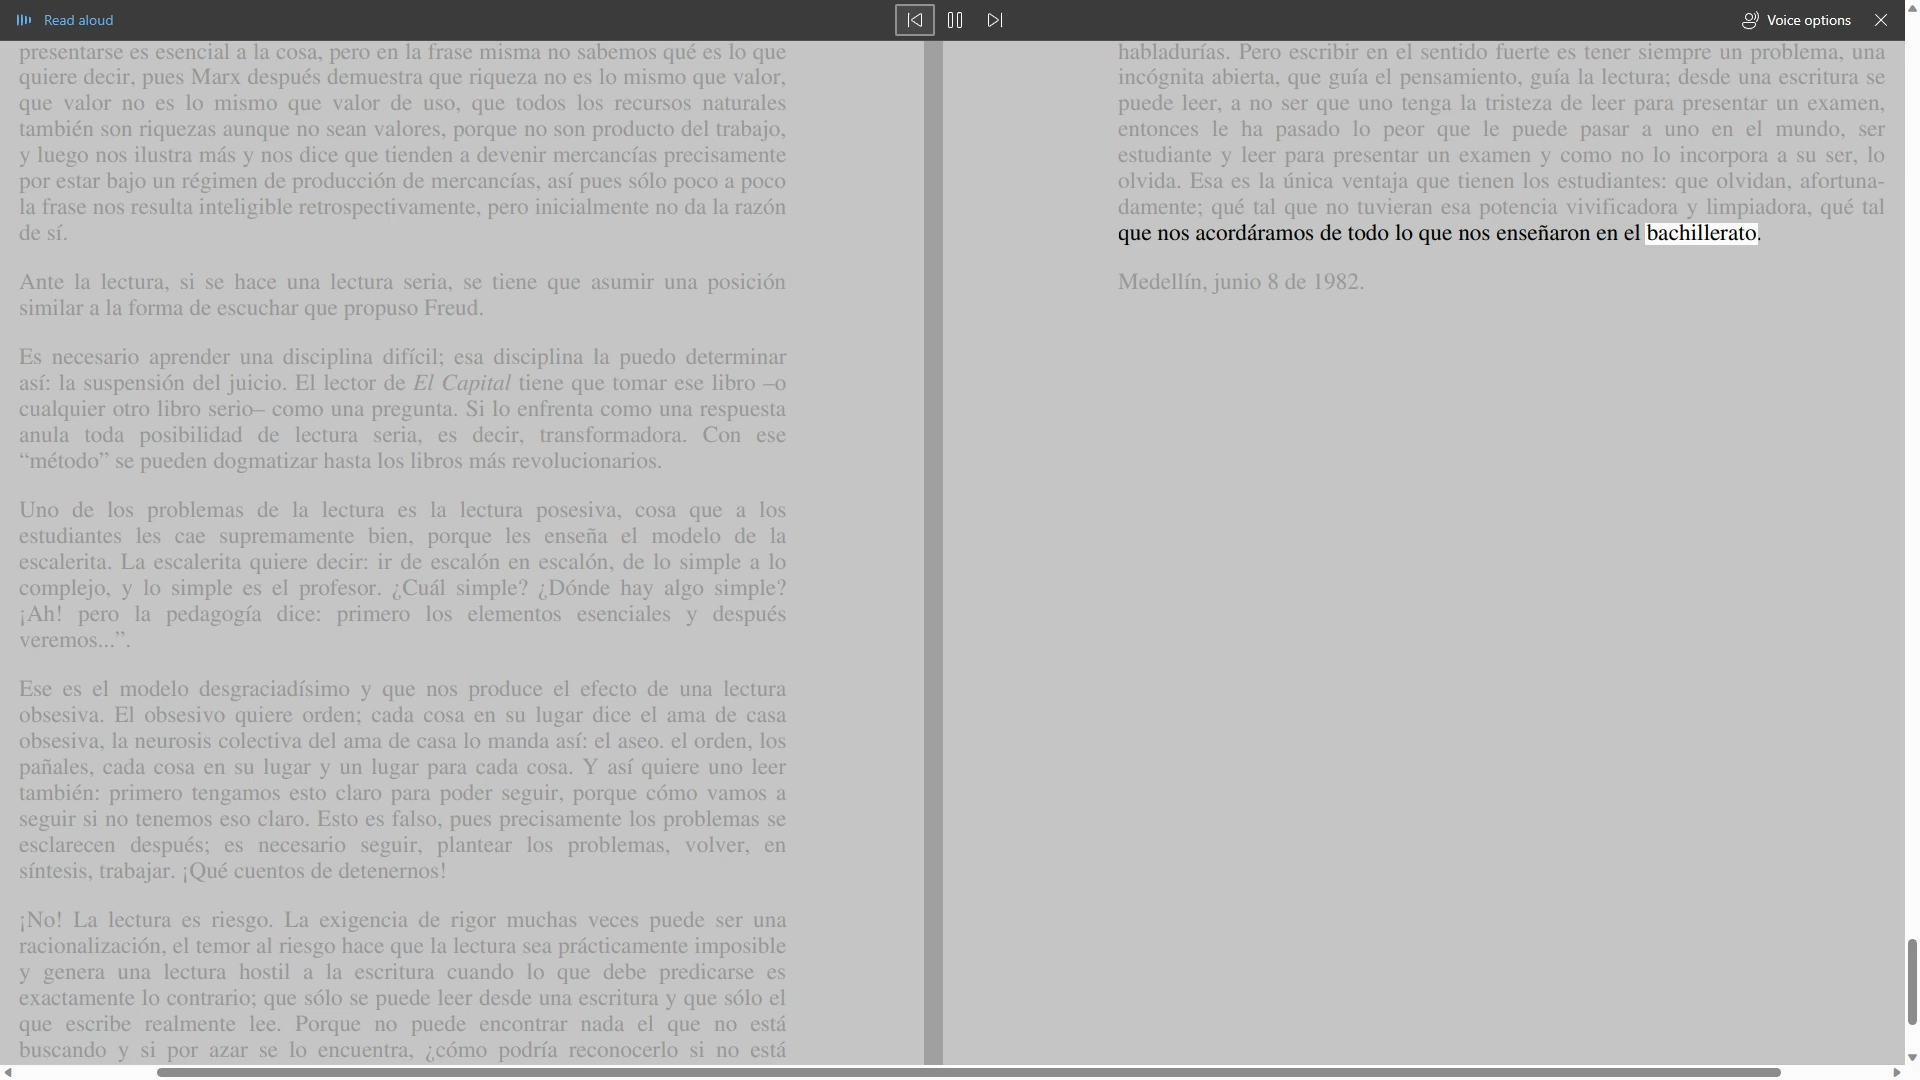 Read aloud
Voice options
presentarse es esencial a la cosa, pero en la frase misma no sabemos qué es lo que
quiere decir, pues Marx después demuestra que riqueza no es lo mismo que valor,
que valor no es lo mismo que valor de uso, que todos los recursos naturales
también son riquezas aunque no sean valores, porque no son producto del trabajo,
y luego nos ilustra más y nos dice que tienden a devenir mercancías precisamente
por estar bajo un régimen de producción de mercancías, así pues sólo poco a poco
la frase nos resulta inteligible retrospectivamente, pero inicialmente no da la razón
de sí.
Ante la lectura, si se hace una lectura seria, se tiene que asumir una posición
similar a la forma de escuchar que propuso Freud.
Es necesario aprender una disciplina difícil; esa disciplina la puedo determinar
así: la suspensión del juicio. El lector de El Capital tiene que tomar ese libro –o
cualquier otro libro serio– como una pregunta. Si lo enfrenta como una respuesta
anula toda posibilidad de lectura seria, es decir, transformadora. Con ese
“método” se pueden dogmatizar hasta los libros más revolucionarios.
Uno de los problemas de la lectura es la lectura posesiva, cosa que a los
estudiantes les cae supremamente bien, porque les enseña el modelo de la
escalerita. La escalerita quiere decir: ir de escalón en escalón, de lo simple a lo
complejo, y lo simple es el profesor. ¿Cuál simple? ¿Dónde hay algo simple?
¡Ah! pero la pedagogía dice: primero los elementos esenciales y después
veremos...”.
Ese es el modelo desgraciadísimo y que nos produce el efecto de una lectura
obsesiva. El obsesivo quiere orden; cada cosa en su lugar dice el ama de casa
obsesiva, la neurosis colectiva del ama de casa lo manda así: el aseo. el orden, los
pañales, cada cosa en su lugar y un lugar para cada cosa. Y así quiere uno leer
también: primero tengamos esto claro para poder seguir, porque cómo vamos a
seguir si no tenemos eso claro. Esto es falso, pues precisamente los problemas se
esclarecen después; es necesario seguir, plantear los problemas, volver, en
síntesis, trabajar. ¡Qué cuentos de detenernos!
¡No! La lectura es riesgo. La exigencia de rigor muchas veces puede ser una
racionalización, el temor al riesgo hace que la lectura sea prácticamente imposible
y genera una lectura hostil a la escritura cuando lo que debe predicarse es
exactamente lo contrario; que sólo se puede leer desde una escritura y que sólo el
que escribe realmente lee. Porque no puede encontrar nada el que no está
buscando y si por azar se lo encuentra, ¿cómo podría reconocerlo si no está
habladurías. Pero escribir en el sentido fuerte es tener siempre un problema, una
incógnita abierta, que guía el pensamiento, guía la lectura; desde una escritura se
puede leer, a no ser que uno tenga la tristeza de leer para presentar un examen,
entonces le ha pasado lo peor que le puede pasar a uno en el mundo, ser
estudiante y leer para presentar un examen y como no lo incorpora a su ser, lo
olvida. Esa es la única ventaja que tienen los estudiantes: que olvidan, afortuna-
damente; qué tal que no tuvieran esa potencia vivificadora y limpiadora, qué tal
que nos acordáramos de todo lo que nos enseñaron en el bachillerato.
Medellín, junio 8 de 1982.